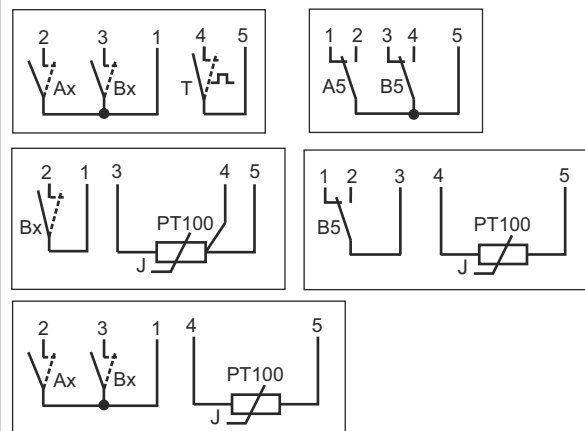 2 3 1 4 5
Ax Bx T
1 2 3 4 5
A5 B5
2 1 3 4 5
Bx PT100
J
1 2 3 4 5
B5 PT100
J
2 3 1 4 5
Ax Bx PT100
J